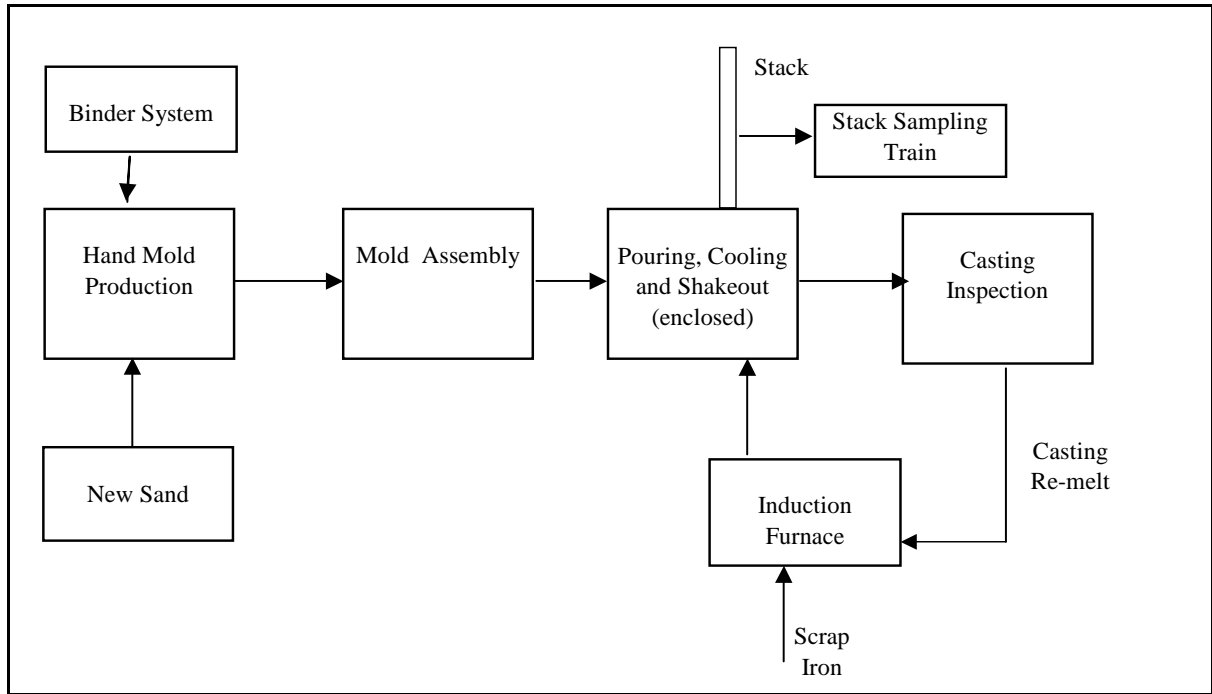 Stack
Binder System
Stack Sampling
Train
Hand Mold
Production
Mold Assembly
Pouring, Cooling
and Shakeout
(enclosed)
Casting
Inspection
New Sand
Induction
Furnace
Casting
Re-melt
Scrap
Iron